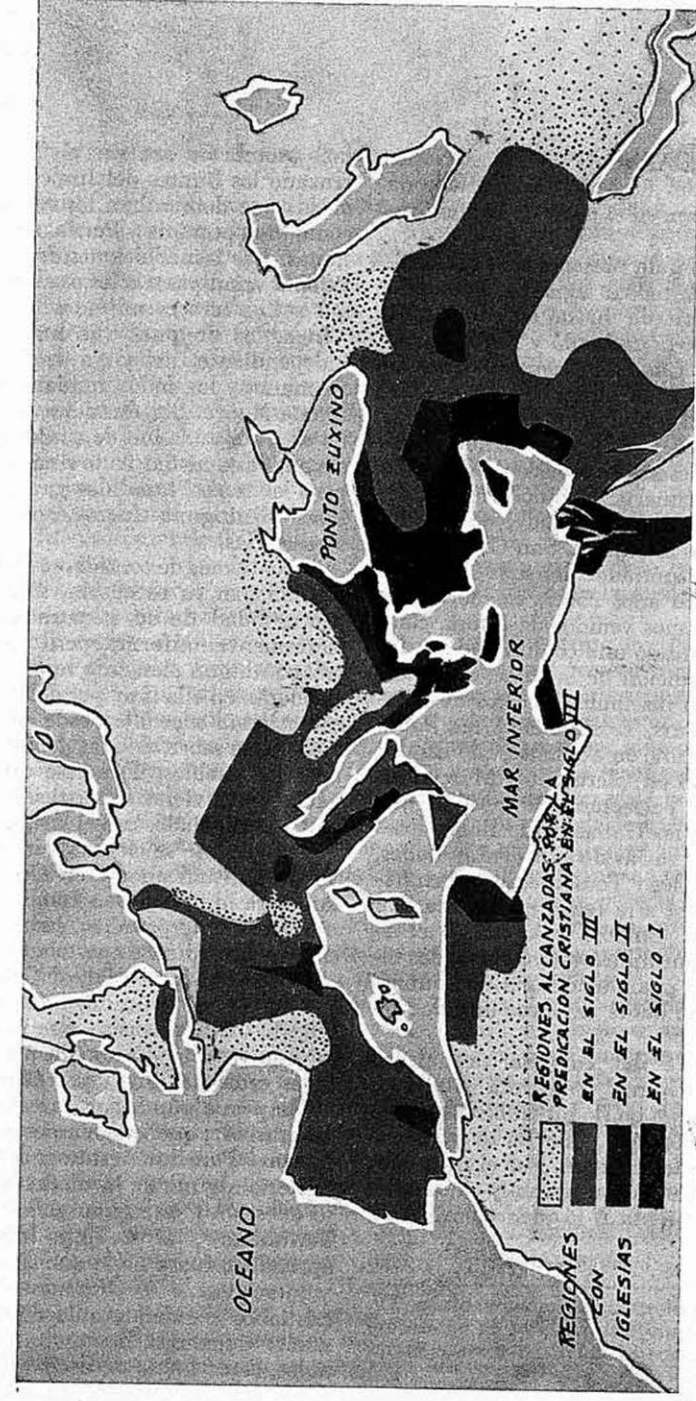 OCEANO
PONTO EUXINO
MAR INTERIOR
REGIONES ALCANZADAS POR LA
PREDICACION CRISTIANA EN EL SIGLO III
REGIONES
CON
IGLESIAS
EN EL SIGLO III
EN EL SIGLO II
EN EL SIGLO I